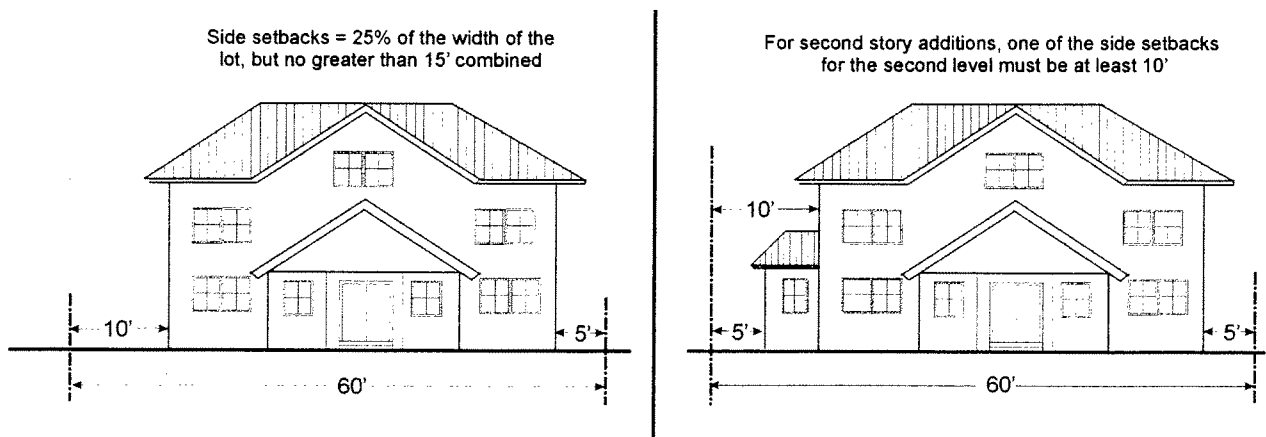 Side setbacks = 25% of the width of the
lot, but no greater than 15' combined
10'
5'
60'
For second story additions, one of the side setbacks
for the second level must be at least 10'
10'
5'
5'
60'